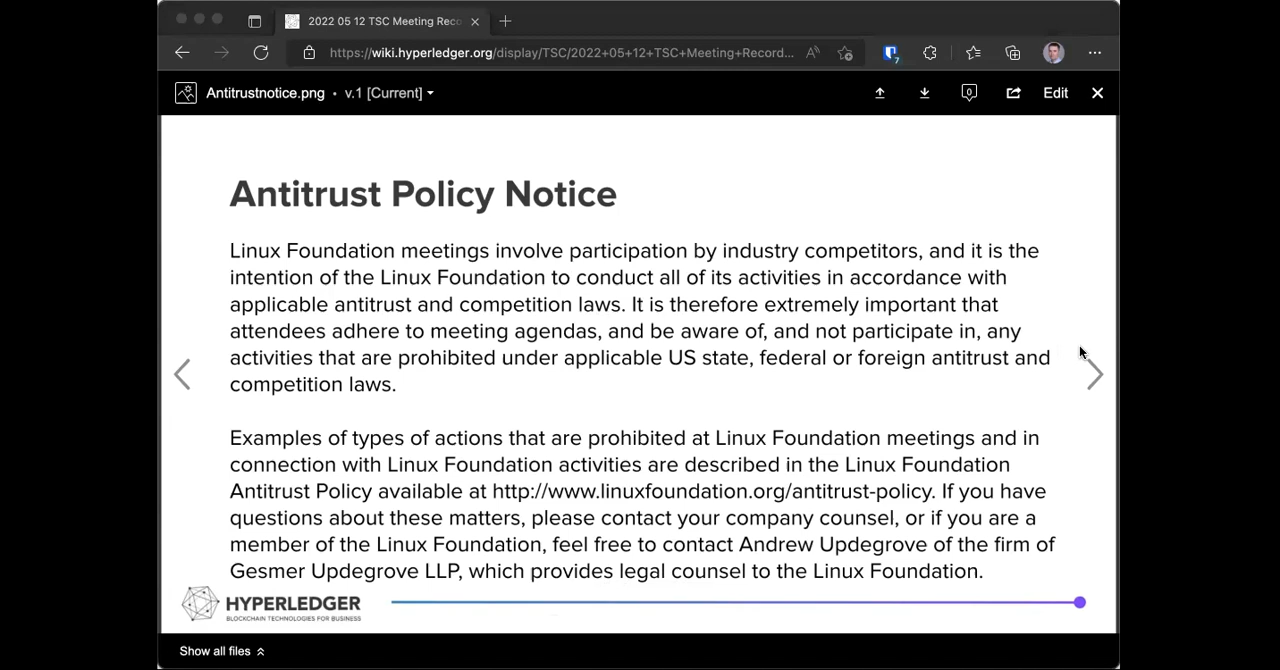 2022 05 12 TSC Meeting Reco
https://wiki.hyperledger.org/display/TSC/2022+05+12+TSC+Meeting+Record...
7
Antitrustnotice.png • v.1 [Current]
0
Edit
Antitrust Policy Notice
Linux Foundation meetings involve participation by industry competitors, and it is the
intention of the Linux Foundation to conduct all of its activities in accordance with
applicable antitrust and competition laws. It is therefore extremely important that
attendees adhere to meeting agendas, and be aware of, and not participate in, any
activities that are prohibited under applicable US state, federal or foreign antitrust and
competition laws.
Examples of types of actions that are prohibited at Linux Foundation meetings and in
connection with Linux Foundation activities are described in the Linux Foundation
Antitrust Policy available at http://www.linuxfoundation.org/antitrust-policy. If you have
questions about these matters, please contact your company counsel, or if you are a
member of the Linux Foundation, feel free to contact Andrew Updegrove of the firm of
Gesmer Updegrove LLP, which provides legal counsel to the Linux Foundation.
HYPERLEDGER
BLOCKCHAIN TECHNOLOGIES FOR BUSINESS
Show all files